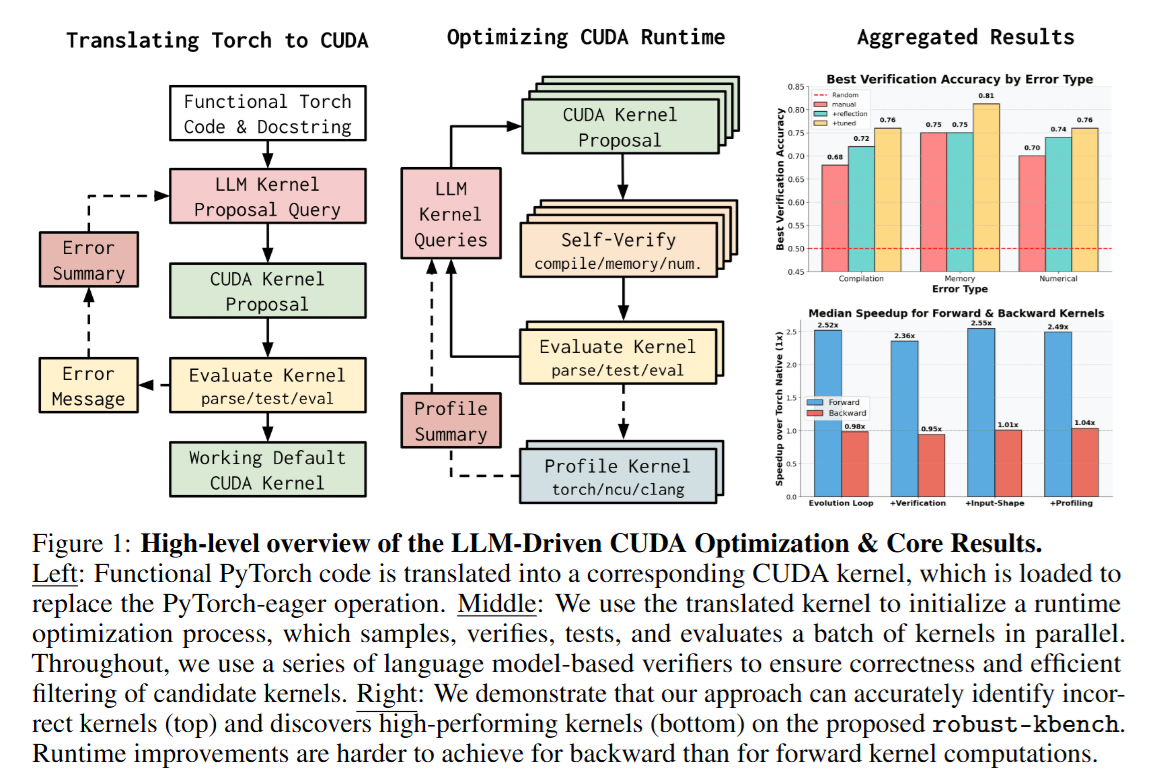 Translating Torch to CUDA
Functional Torch
Code & Docstring
LLM Kernel
Proposal Query
Error
Summary
CUDA Kernel
Proposal
Error
Message
Evaluate Kernel
parse/test/eval
Working Default
CUDA Kernel
Optimizing CUDA Runtime
CUDA Kernel
Proposal
LLM
Kernel
Queries
Self-Verify
compile/memory/num.
Evaluate Kernel
parse/test/eval
Profile
Summary
Profile Kernel
torch/ncu/clang
Aggregated Results
Best Verification Accuracy by Error Type
Best Verification Accuracy
0.85
0.80
0.75
0.70
0.65
0.60
0.55
0.50
0.45
Random
manual
+reflection
+tuned
0.68
0.72
0.76
0.75
0.75
0.81
0.70
0.74
0.76
Compilation
Memory
Numerical
Error Type
Median Speedup for Forward & Backward Kernels
Speedup over Torch Native (1x)
2.5
2.0
1.5
1.0
0.5
0.0
Forward
Backward
2.52x
0.98x
2.36x
0.95x
2.55x
1.01x
2.49x
1.04x
Evolution Loop
+Verification
+Input-Shape
+Profiling
Figure 1: High-level overview of the LLM-Driven CUDA Optimization & Core Results.
Left: Functional PyTorch code is translated into a corresponding CUDA kernel, which is loaded to
replace the PyTorch-eager operation. Middle: We use the translated kernel to initialize a runtime
optimization process, which samples, verifies, tests, and evaluates a batch of kernels in parallel.
Throughout, we use a series of language model-based verifiers to ensure correctness and efficient
filtering of candidate kernels. Right: We demonstrate that our approach can accurately identify incor-
rect kernels (top) and discovers high-performing kernels (bottom) on the proposed robust-kbench.
Runtime improvements are harder to achieve for backward than for forward kernel computations.